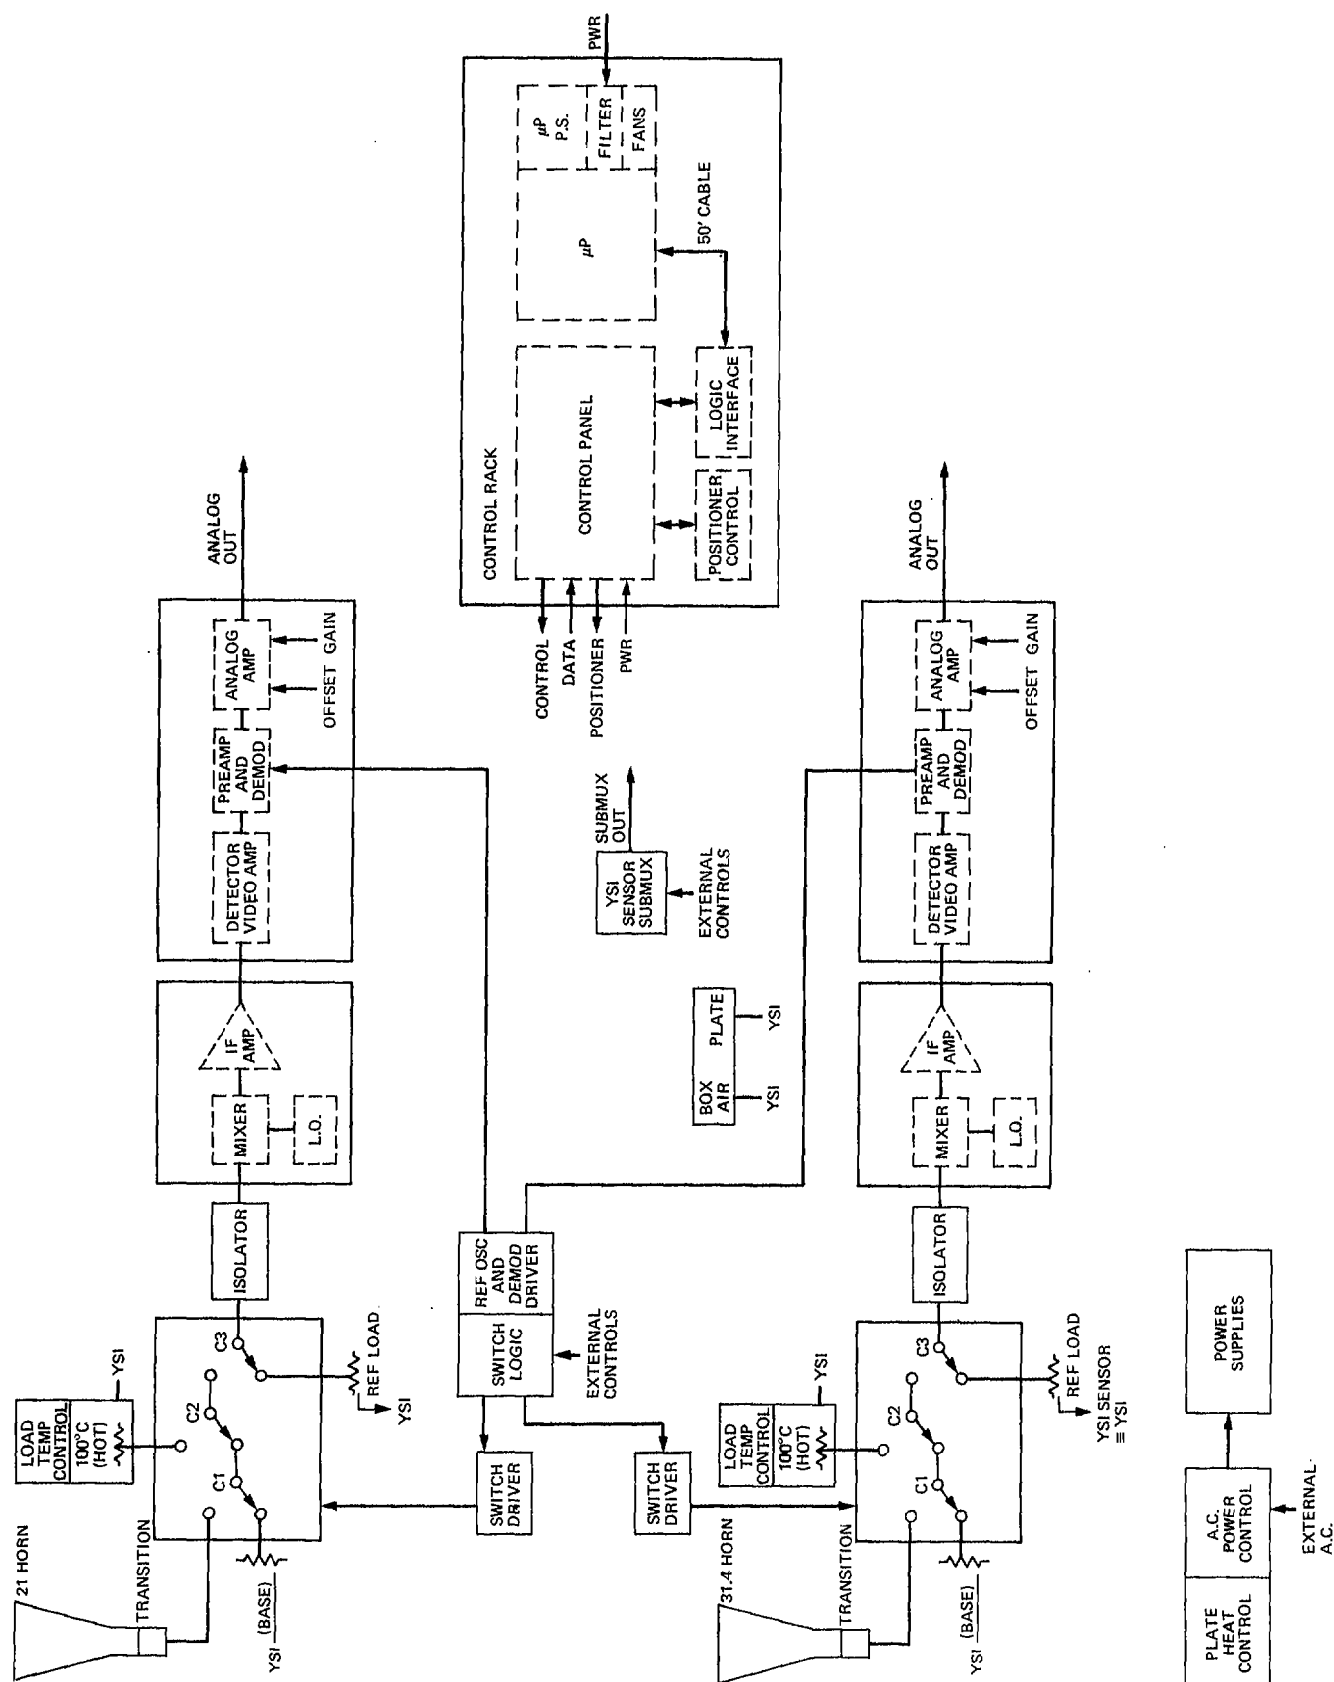 21 HORN
TRANSITION
YSI
(BASE)
LOAD
TEMP
CONTROL
100°C
(HOT)
YSI
C1
C2
C3
REF LOAD
YSI
ISOLATOR
MIXER
L.O.
IF
AMP
DETECTOR
VIDEO AMP
PREAMP
AND
DEMOD
ANALOG
AMP
OFFSET
GAIN
ANALOG
OUT
SWITCH
DRIVER
SWITCH
DRIVER
SWITCH
LOGIC
REF OSC
AND
DEMOD
DRIVER
EXTERNAL
CONTROLS
BOX
AIR
PLATE
YSI
YSI
YSI
SENSOR
SUBMUX
SUBMUX
OUT
EXTERNAL
CONTROLS
CONTROL
DATA
POSITIONER
PWR
CONTROL RACK
CONTROL PANEL
POSITIONER
CONTROL
LOGIC
INTERFACE
50' CABLE
μP
μP
P.S.
FILTER
FANS
PWR
31.4 HORN
TRANSITION
YSI
(BASE)
LOAD
TEMP
CONTROL
100°C
(HOT)
YSI
C1
C2
C3
REF LOAD
YSI SENSOR
≡ YSI
ISOLATOR
MIXER
L.O.
IF
AMP
DETECTOR
VIDEO AMP
PREAMP
AND
DEMOD
ANALOG
AMP
OFFSET
GAIN
ANALOG
OUT
PLATE
HEAT
CONTROL
A.C.
POWER
CONTROL
EXTERNAL
A.C.
POWER
SUPPLIES